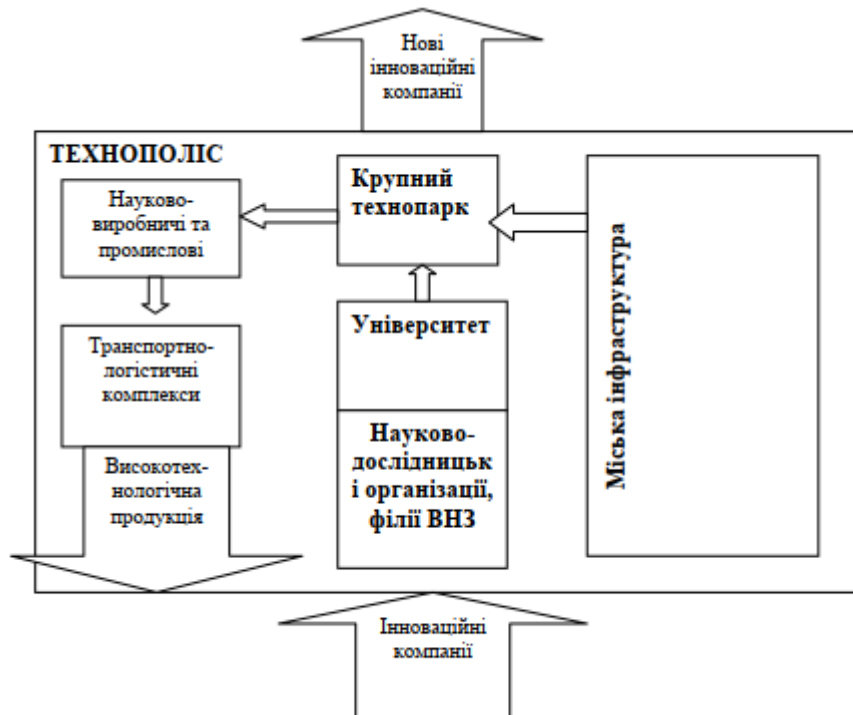 Нові
інноваційні
компанії
ТЕХНОПОЛІС
Науково-
виробничі та
промислові
Крупний
технопарк
Міська інфраструктура
Університет
Транспортно-
логістичні
комплекси
Науково-
дослідницьк
і організації,
філії ВНЗ
Високотех-
нологічна
продукція
Інноваційні
компанії